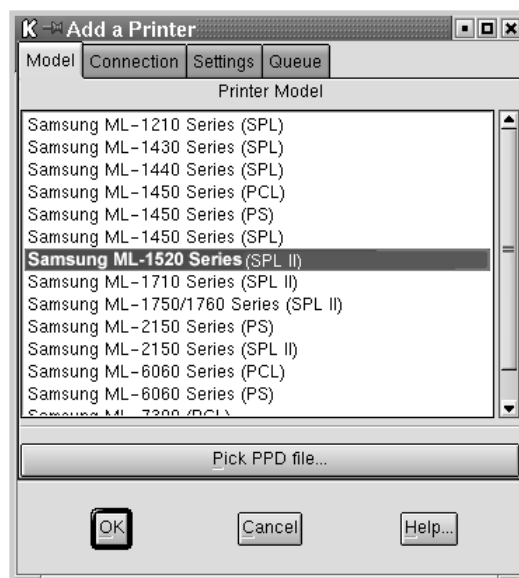 K Add a Printer
Model Connection Settings Queue
Printer Model
Samsung ML-1210 Series (SPL)
Samsung ML-1430 Series (SPL)
Samsung ML-1440 Series (SPL)
Samsung ML-1450 Series (PCL)
Samsung ML-1450 Series (PS)
Samsung ML-1450 Series (SPL)
Samsung ML-1520 Series (SPL II)
Samsung ML-1710 Series (SPL II)
Samsung ML-1750/1760 Series (SPL II)
Samsung ML-2150 Series (PS)
Samsung ML-2150 Series (SPL II)
Samsung ML-6060 Series (PCL)
Samsung ML-6060 Series (PS)
Samsung ML-7300 (PCL)
Pick PPD file...
OK Cancel Help...